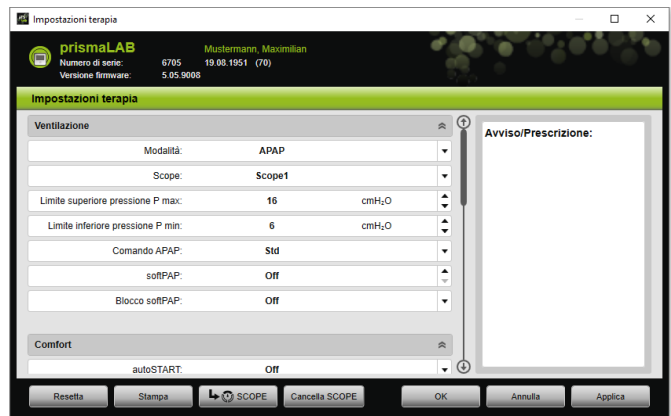 Impostazioni terapia
prismaLAB Mustermann, Maximilian
Numero di serie: 6705 19.08.1951 (70)
Versione firmware: 5.05.9008
Impostazioni terapia
Ventilazione
Modalità: APAP
Scope: Scope1
Limite superiore pressione P max: 16 cmH₂O
Limite inferiore pressione P min: 6 cmH₂O
Comando APAP: Std
softPAP: Off
Blocco softPAP: Off
Comfort
autoSTART: Off
Avviso/Prescrizione:
Resetta Stampa SCOPE Cancella SCOPE OK Annulla Applica